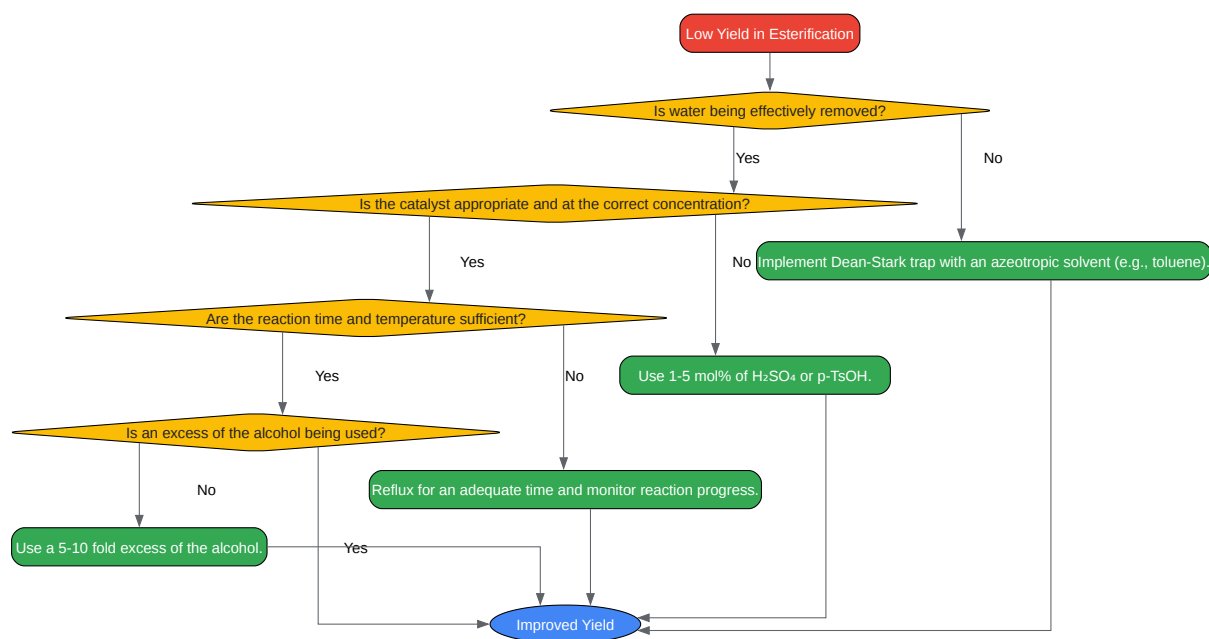 Low Yield in Esterification
Is water being effectively removed?
Yes
No
Is the catalyst appropriate and at the correct concentration?
Yes
No
Implement Dean-Stark trap with an azeotropic solvent (e.g., toluene).
Are the reaction time and temperature sufficient?
Yes
No
Use 1-5 mol% of H₂SO₄ or p-TsOH.
Is an excess of the alcohol being used?
No
Reflux for an adequate time and monitor reaction progress.
Use a 5-10 fold excess of the alcohol.
Yes
Improved Yield